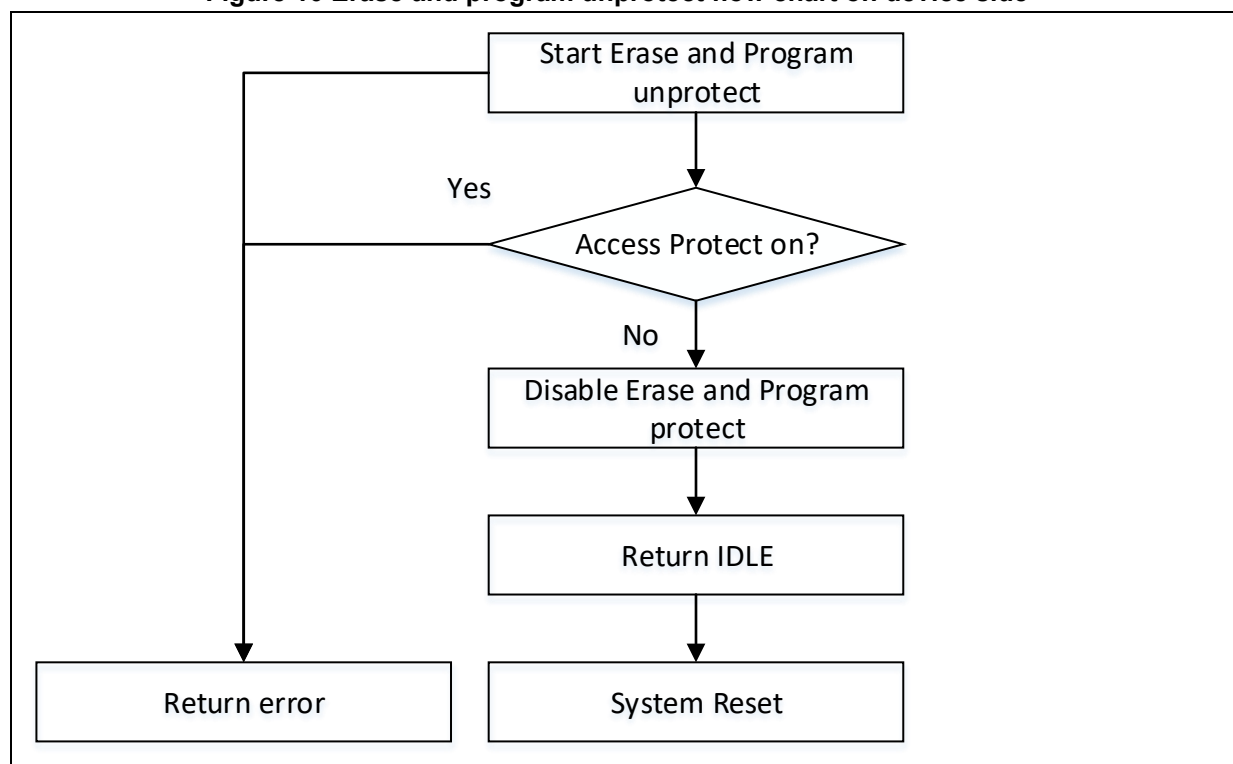 Start Erase and Program
unprotect
Yes
Access Protect on?
No
Disable Erase and Program
protect
Return IDLE
Return error
System Reset